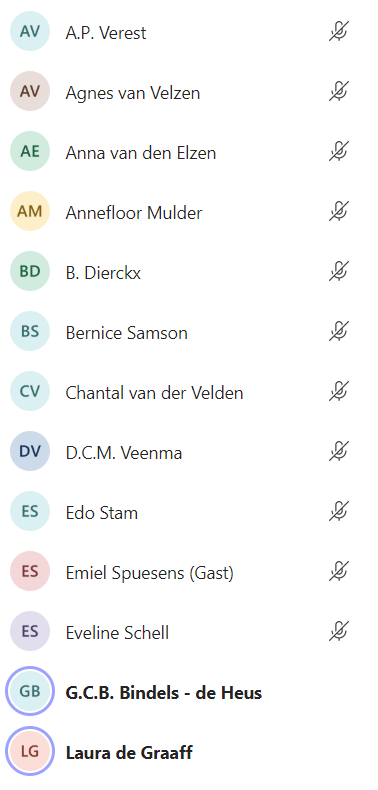 AV A.P. Verest
AV Agnes van Velzen
AE Anna van den Elzen
AM Annefloor Mulder
BD B. Dierckx
BS Bernice Samson
CV Chantal van der Velden
DV D.C.M. Veenma
ES Edo Stam
ES Emiel Spuesens (Gast)
ES Eveline Schell
GB G.C.B. Bindels - de Heus
LG Laura de Graaff